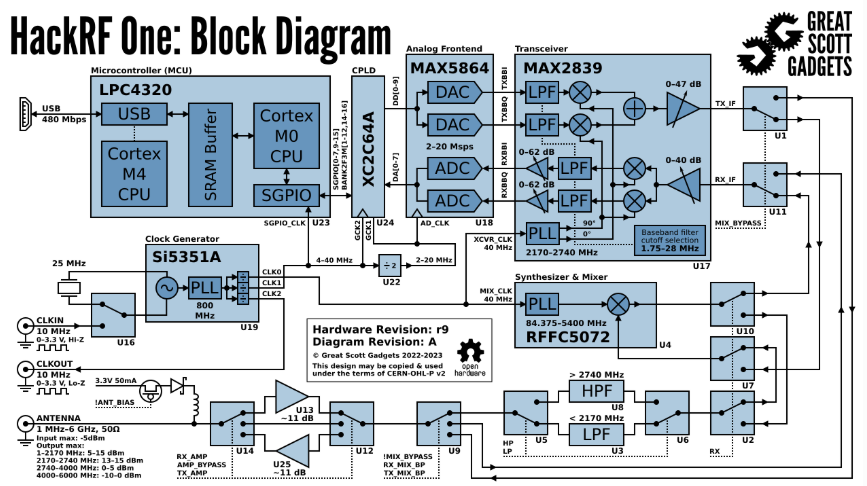 HackRF One: Block Diagram
GREAT
SCOTT
GADGETS
Microcontroller (MCU)
LPC4320
USB
480 Mbps
USB
Cortex
M4
CPU
SRAM Buffer
Cortex
M0
CPU
SGPIO
SGPIO_CLK
U23
SGPIO[0-7,9-15]
BANK2F3M[1-12,14-16]
CPLD
XC2C64A
GCK2
GCK1
U24
DD[0-9]
DA[0-7]
Analog Frontend
MAX5864
DAC
DAC
2–20 Msps
ADC
ADC
AD_CLK
U18
TXBBI
TXBBQ
RXBBI
RXBBQ
Transceiver
MAX2839
LPF
LPF
0–47 dB
0–62 dB
LPF
0–62 dB
LPF
0–40 dB
PLL
90°
0°
2170–2740 MHz
Baseband filter
cutoff selection
1.75–28 MHz
U17
XCVR_CLK
40 MHz
TX_IF
U1
RX_IF
U11
MIX_BYPASS
Clock Generator
Si5351A
PLL
800
MHz
÷
÷
÷
CLK0
CLK1
CLK2
U19
4–40 MHz
÷ 2
U22
2–20 MHz
25 MHz
CLKIN
10 MHz
0–3.3 V, Hi-Z
U16
CLKOUT
10 MHz
0–3.3 V, Lo-Z
Synthesizer & Mixer
MIX_CLK
40 MHz
PLL
84.375–5400 MHz
RFFC5072
U4
U10
U7
Hardware Revision: r9
Diagram Revision: A
© Great Scott Gadgets 2022-2023
This design may be copied & used
under the terms of CERN-OHL-P v2
open
hardware
3.3V 50mA
!ANT_BIAS
ANTENNA
1 MHz–6 GHz, 50Ω
Input max: -5dBm
Output max:
1–2170 MHz: 5–15 dBm
2170–2740 MHz: 13–15 dBm
2740–4000 MHz: 0–5 dBm
4000–6000 MHz: -10–0 dBm
U14
RX_AMP
AMP_BYPASS
TX_AMP
U13
~11 dB
U25
~11 dB
U12
!MIX_BYPASS
RX_MIX_BP
TX_MIX_BP
U9
U5
HP
LP
> 2740 MHz
HPF
U8
< 2170 MHz
LPF
U3
U6
RX
U2